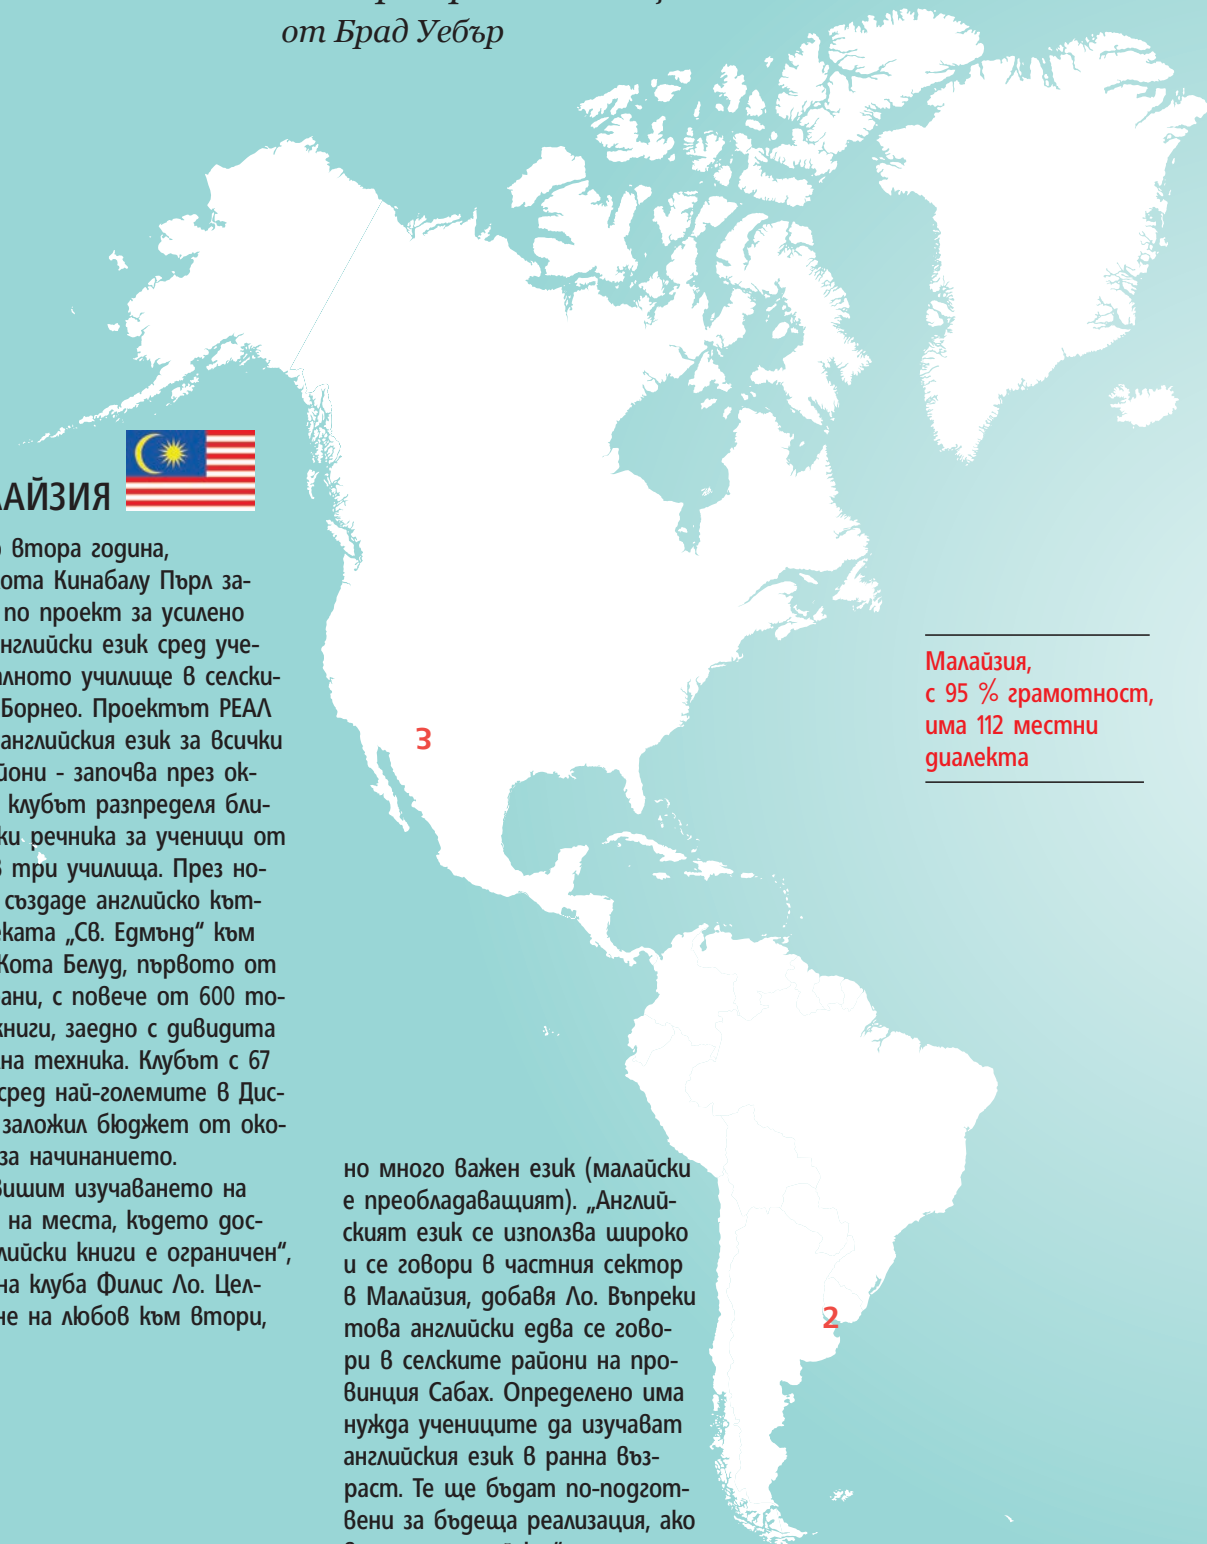 от Брад Уебър
ЛАЙЗИЯ
о втора година,
Кота Кинабалу Пърл за-
по проект за усилено
нглийски език сред уче-
лното училище в селски-
Борнео. Проектът РЕАЛ
английския език за всички
йони - започва през ок-
клубът разпределя бли-
ки речника за ученици от
в три училища. През но-
създаде английско кът-
еката „Св. Едмънд“ към
Кота Белуд, първото от
ани, с повече от 600 то-
книги, заедно с дивидита
на техника. Клубът с 67
сред най-големите в Дис-
заложил бюджет от око-
за начинанието.
вишим изучаването на
на места, където дос-
лийски книги е ограничен“,
на клуба Филис Ло. Цел-
не на любов към втори,
но много важен език (малайски
е преобладаващият). „Англий-
ският език се използва широко
и се говори в частния сектор
в Малайзия, добавя Ло. Въпреки
това английски едва се гово-
ри в селските райони на про-
винция Сабах. Определено има
нужда учениците да изучават
английския език в ранна въз-
раст. Те ще бъдат по-подгот-
вени за бъдеща реализация, ако
3
Малайзия,
с 95 % грамотност,
има 112 местни
диалекта
2